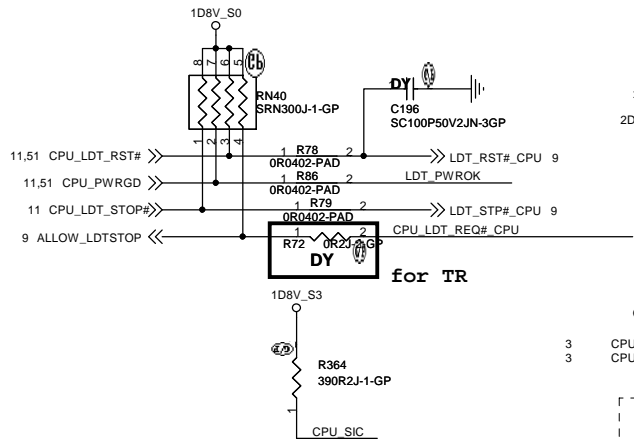 1D8V_S0
8 7 6 5
RN40
SRN300J-1-GP
1 2 3 4
DY
C196
SC100P50V2JN-3GP
2D
11,51 CPU_LDT_RST#
1 R78 2
0R0402-PAD
LDT_RST#_CPU 9
11,51 CPU_PWRGD
1 R86 2
0R0402-PAD
LDT_PWROK
11 CPU_LDT_STOP#
1 R79 2
0R0402-PAD
LDT_STP#_CPU 9
9 ALLOW_LDTSTOP
1 2
R72 0R2J-2-GP
CPU_LDT_REQ#_CPU
DY
for TR
1D8V_S3
R364
390R2J-1-GP
1
CPU_SIC
3 CPU
3 CPU